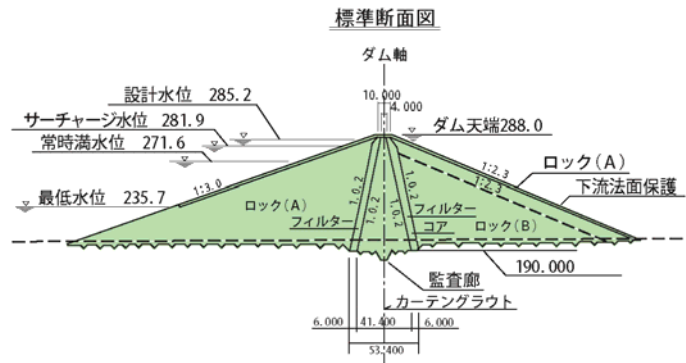 標準断面図
ダム軸
設計水位 285.2
10.000
4.000
サーチャージ水位 281.9
ダム天端288.0
常時満水位 271.6
1:2.3
ロック(A)
1:2.3
下流法面保護
最低水位 235.7
1:3.0
ロック(A)
1.0.2
1.0.2
1.0.2
1.0.2
フィルター
フィルター
コア
ロック(B)
190.000
監査廊
カーテングラウト
6.000
41.400
6.000
53.400